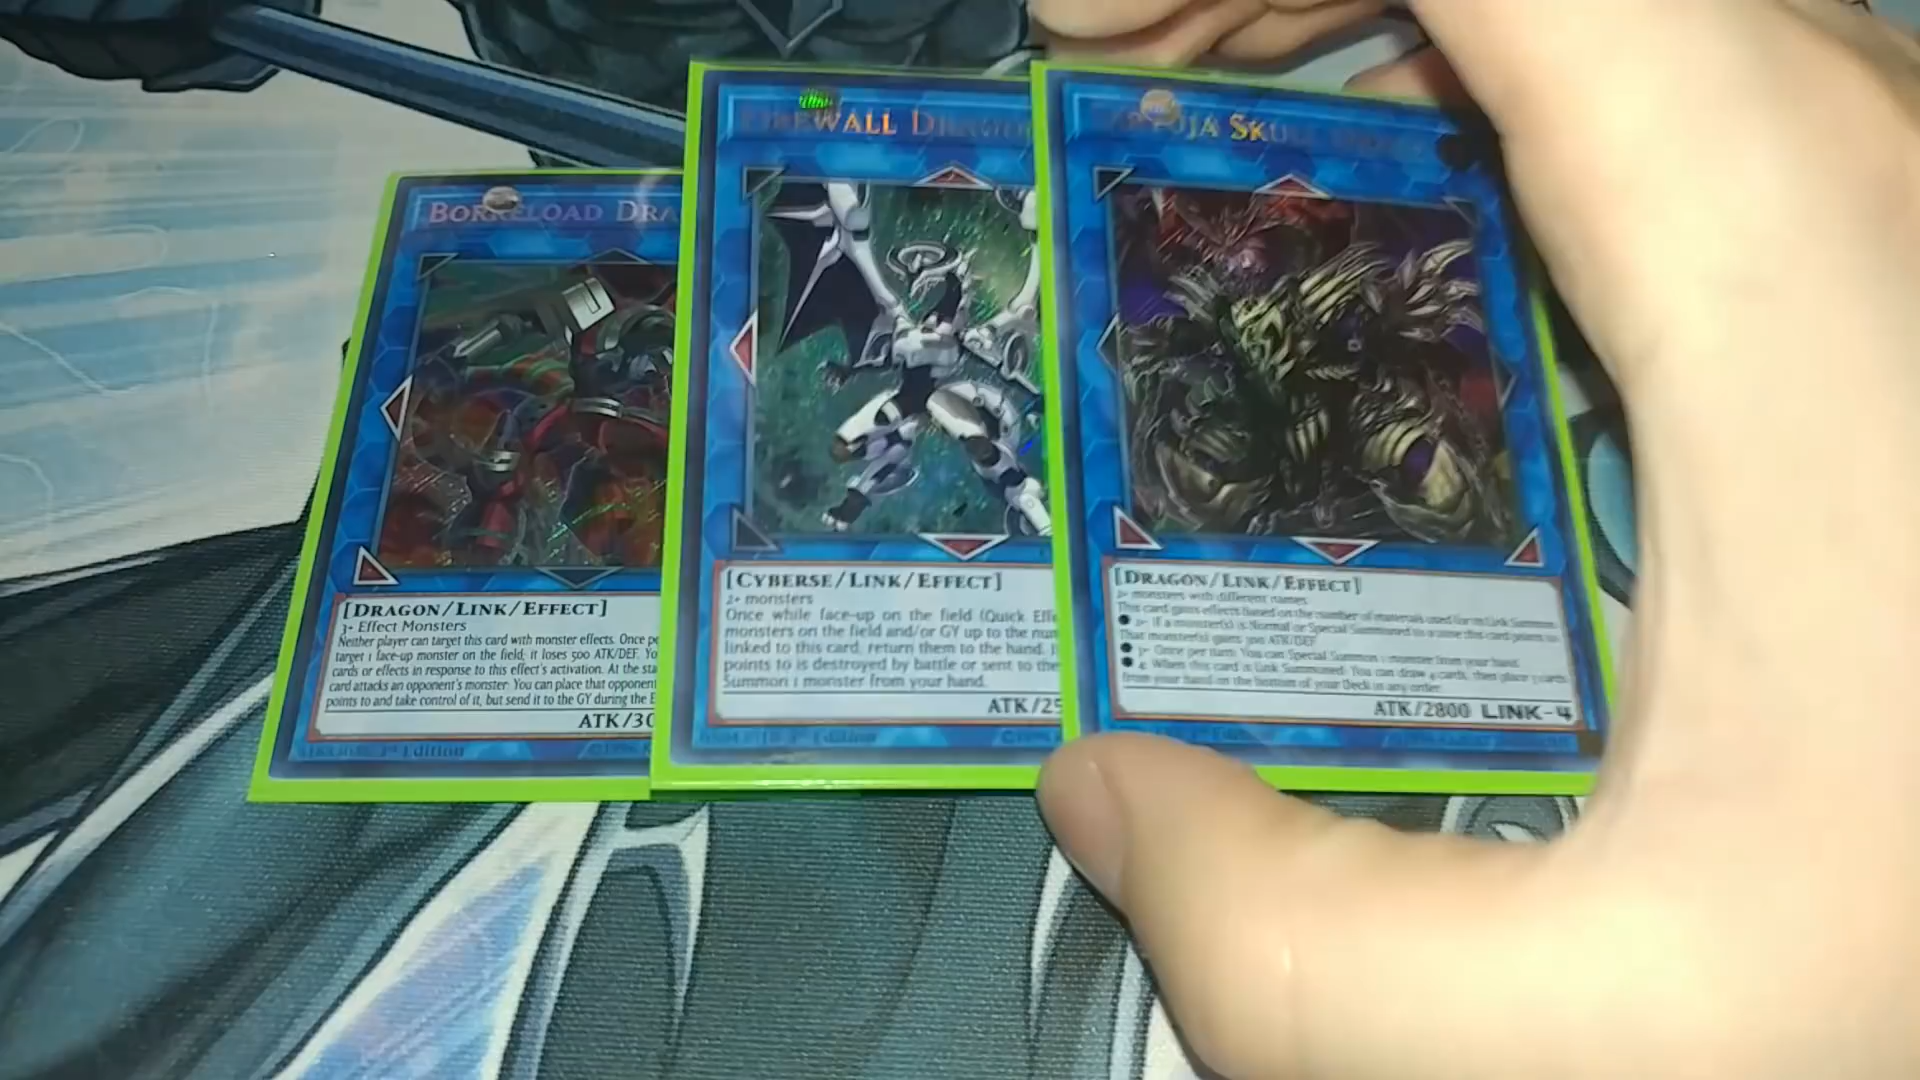 BORRELOAD DRA
[DRAGON/LINK/EFFECT]
3+ Effect Monsters
Neither player can target this card with monster effects. Once pe
target 1 face-up monster on the field; it loses 500 ATK/DEF. Yo
cards or effects in response to this effect's activation. At the sta
card attacks an opponent's monster: You can place that opponent
points to and take control of it, but send it to the GY during the E
ATK/30
1st Edition
FIREWALL DRAGON
[CYBERSE/LINK/EFFECT]
2+ monsters
Once while face-up on the field (Quick Effe
monsters on the field and/or GY up to the num
linked to this card, return them to the hand. I
points to is destroyed by battle or sent to the
Summon 1 monster from your hand.
ATK/25
1st Edition
SKULL
[DRAGON/LINK/EFFECT]
2+ monsters with different names
This card gains effects based on the number of materials used for its Link Summon.
● 2+: If a monster(s) is Normal or Special Summoned to a zone this card points to:
That monster(s) gains 300 ATK/DEF.
● 3+: Once per turn: You can Special Summon 1 monster from your hand.
● 4: When this card is Link Summoned: You can draw 4 cards, then place 3 cards
from your hand on the bottom of your Deck in any order.
ATK/2800 LINK-4